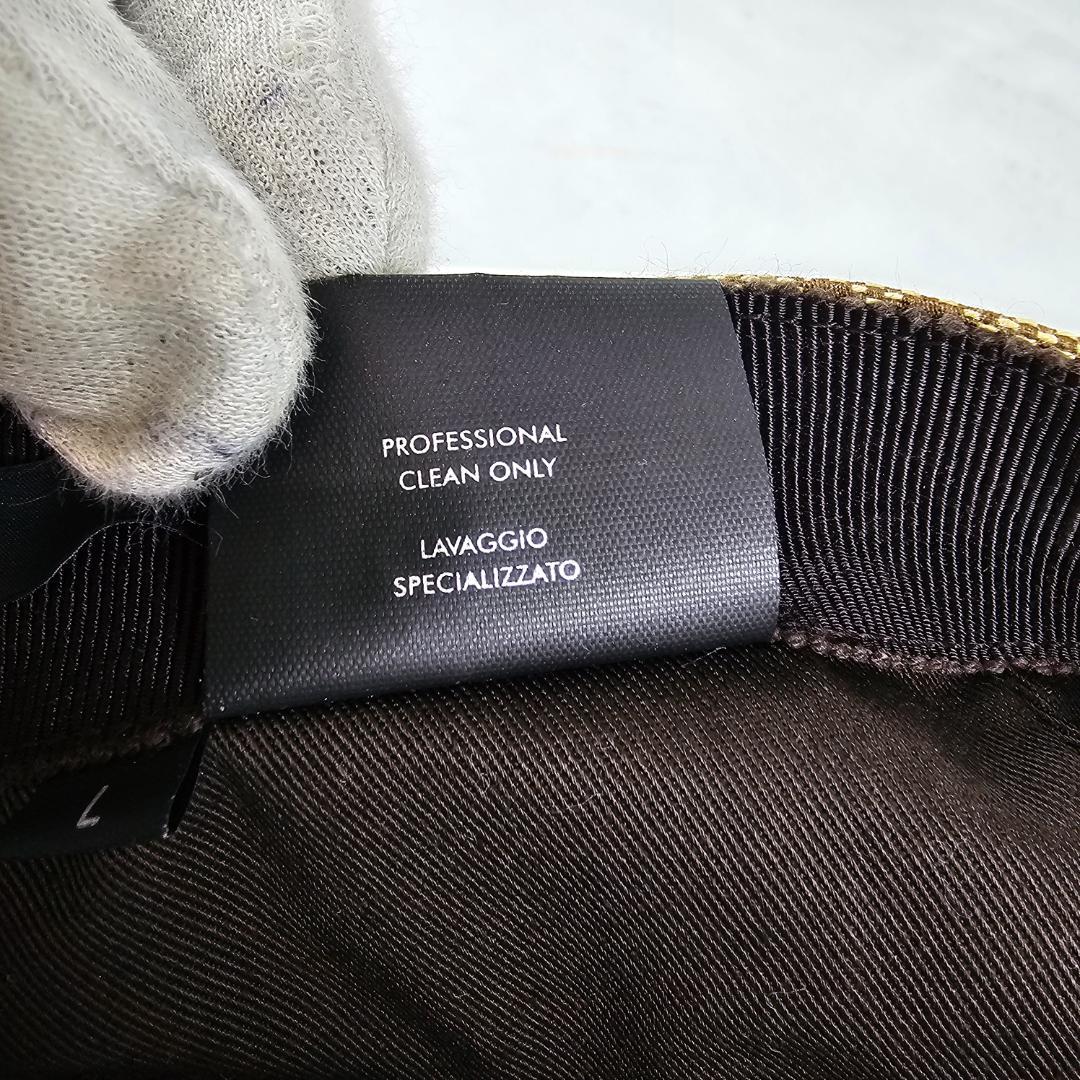 PROFESSIONAL
CLEAN ONLY
LAVAGGIO
SPECIALIZZATO
L